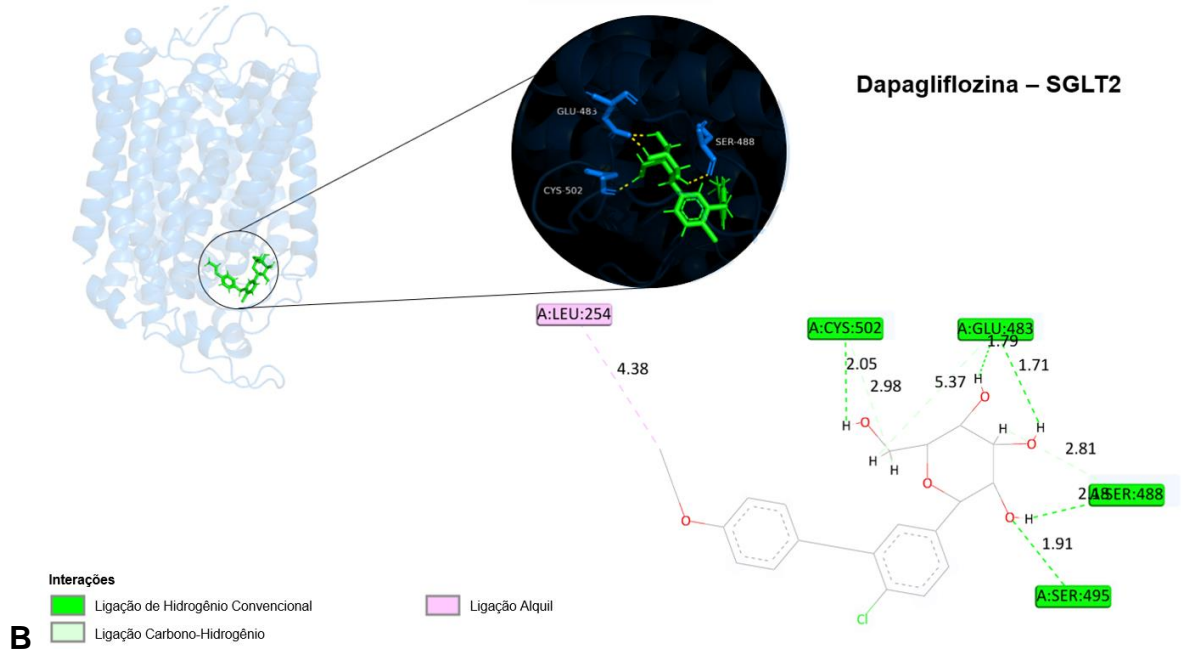 Dapagliflozina – SGLT2
GLU-483
SER-488
CYS-502
A:LEU:254
4.38
A:CYS:502
A:GLU:483
1.79
2.05
1.71
2.98
5.37
H
O
H
O
H
H
O
H
O
2.81
H
H
O
A:SER:488
O
H
O
1.91
A:SER:495
Cl
Interações
Ligação de Hidrogênio Convencional
Ligação Alquil
Ligação Carbono-Hidrogênio
B